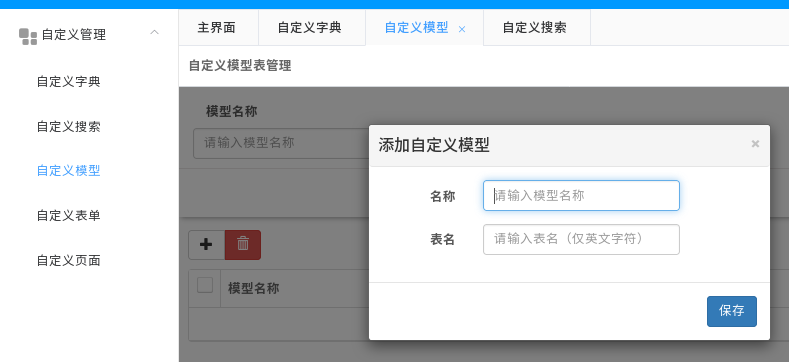 自定义管理
自定义字典
自定义搜索
自定义模型
自定义表单
自定义页面
主界面 自定义字典 自定义模型 × 自定义搜索
自定义模型表管理
模型名称
请输入模型名称
模型名称
添加自定义模型 ×
名称 请输入模型名称
表名 请输入表名（仅英文字符）
保存